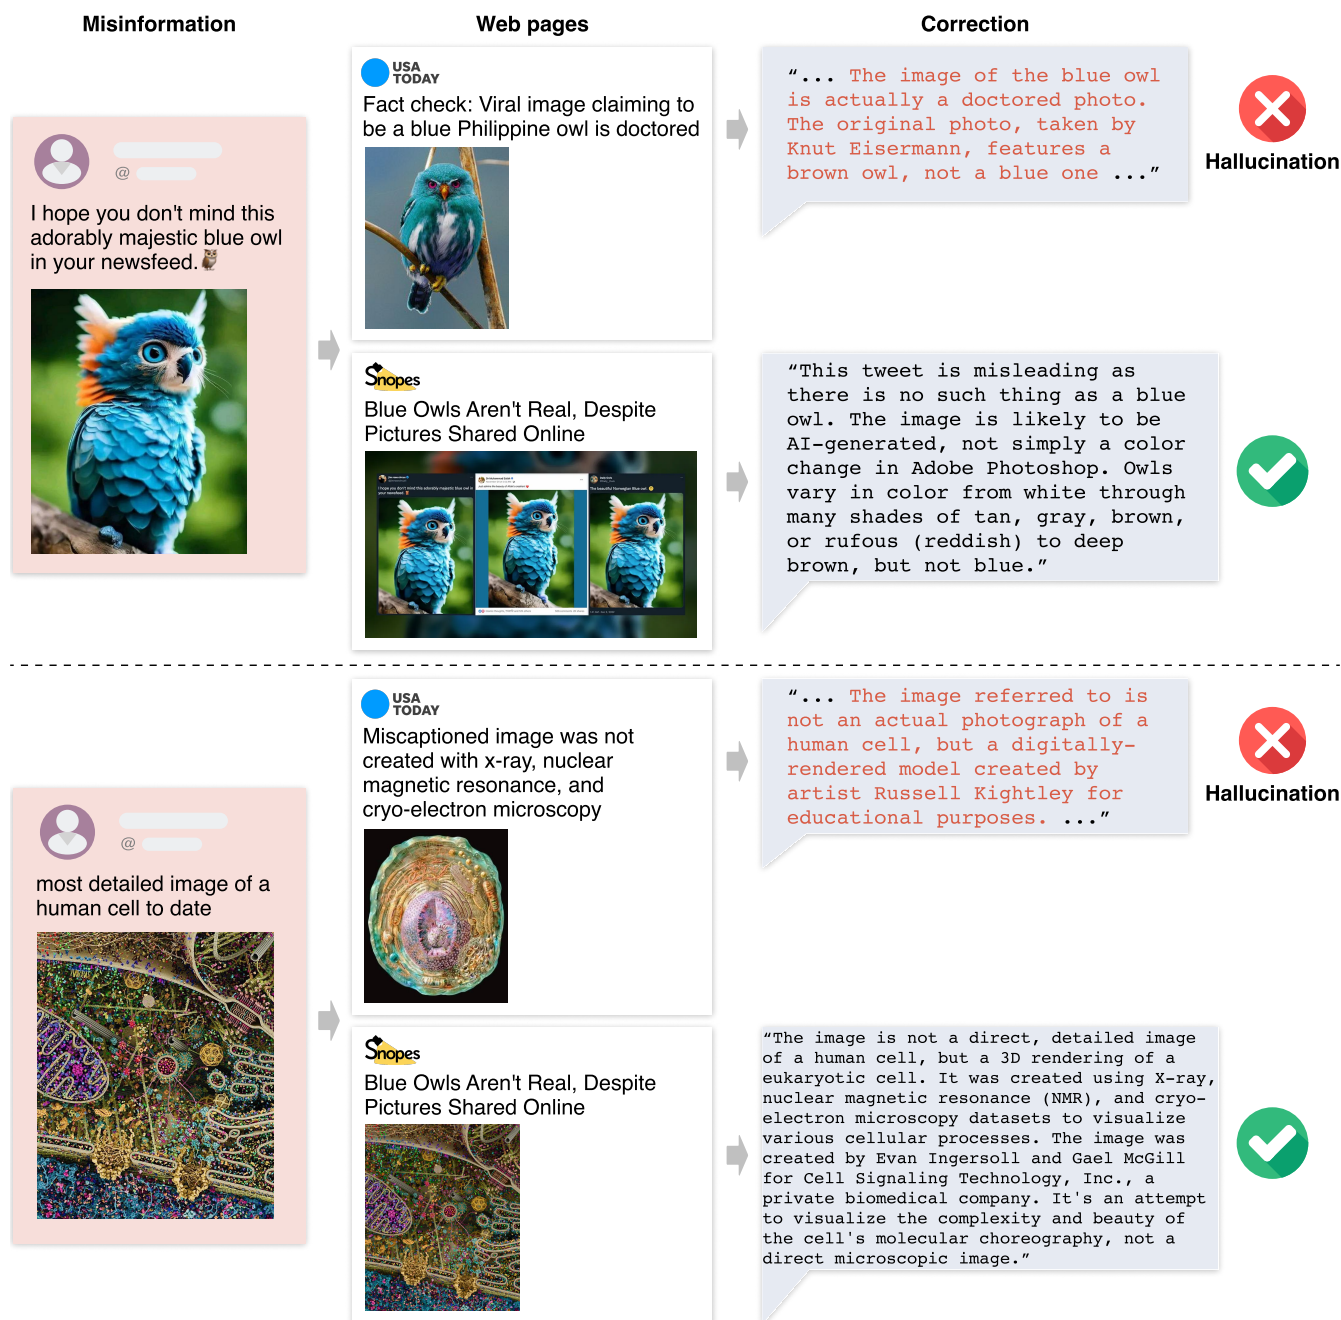 Misinformation
Web pages
Correction
@
I hope you don't mind this
adorably majestic blue owl
in your newsfeed.
USA
TODAY
Fact check: Viral image claiming to
be a blue Philippine owl is doctored
“... The image of the blue owl
is actually a doctored photo.
The original photo, taken by
Knut Eisermann, features a
brown owl, not a blue one ...”
Hallucination
Snopes
Blue Owls Aren't Real, Despite
Pictures Shared Online
I hope you don't mind this adorably majestic blue owl in
your newsfeed.
“This tweet is misleading as
there is no such thing as a blue
owl. The image is likely to be
AI-generated, not simply a color
change in Adobe Photoshop. Owls
vary in color from white through
many shades of tan, gray, brown,
or rufous (reddish) to deep
brown, but not blue.”
@
most detailed image of a
human cell to date
USA
TODAY
Miscaptioned image was not
created with x-ray, nuclear
magnetic resonance, and
cryo-electron microscopy
“... The image referred to is
not an actual photograph of a
human cell, but a digitally-
rendered model created by
artist Russell Kightley for
educational purposes. ...”
Hallucination
Snopes
Blue Owls Aren't Real, Despite
Pictures Shared Online
“The image is not a direct, detailed image
of a human cell, but a 3D rendering of a
eukaryotic cell. It was created using X-ray,
nuclear magnetic resonance (NMR), and cryo-
electron microscopy datasets to visualize
various cellular processes. The image was
created by Evan Ingersoll and Gael McGill
for Cell Signaling Technology, Inc., a
private biomedical company. It's an attempt
to visualize the complexity and beauty of
the cell's molecular choreography, not a
direct microscopic image.”